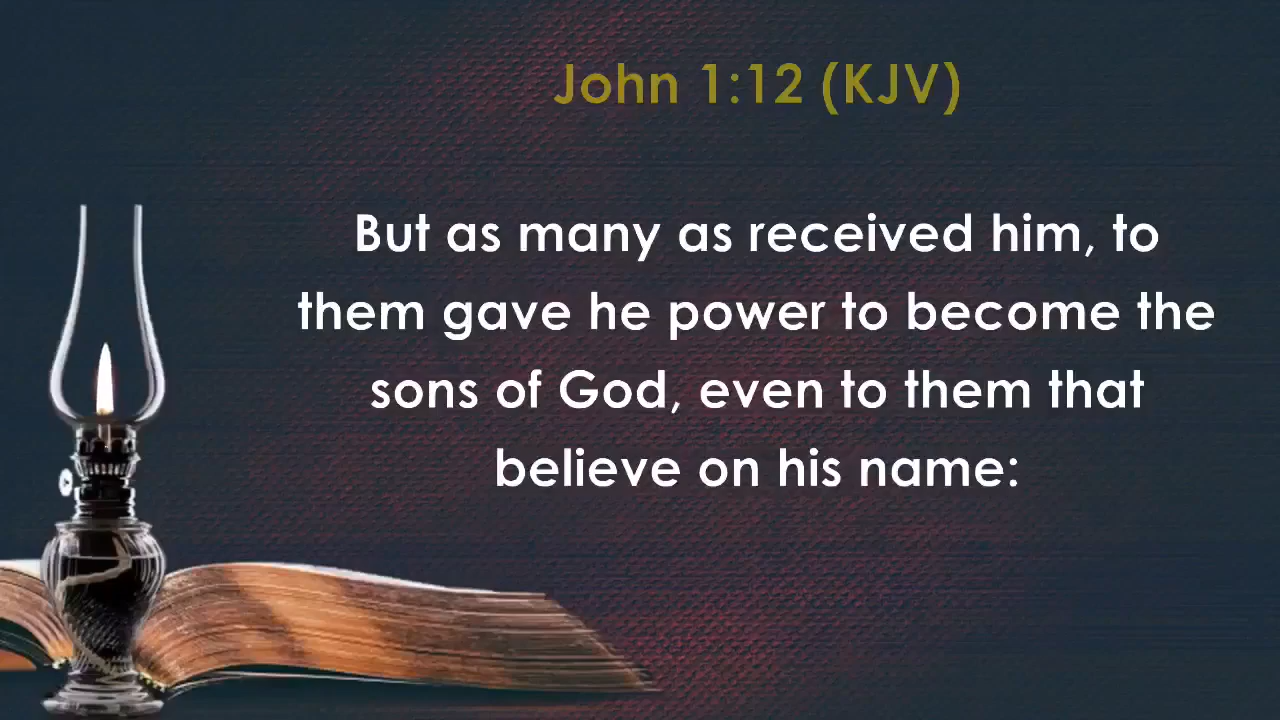 John 1:12 (KJV)
But as many as received him, to
them gave he power to become the
sons of God, even to them that
believe on his name: